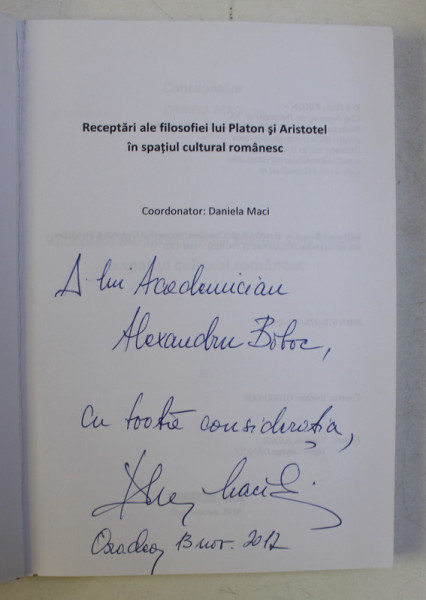 Receptări ale filosofiei lui Platon și Aristotel
în spațiul cultural românesc
Coordonator: Daniela Maci
lui Academician
Alexandru Boboc,
cu toată considerația,
13 nov. 2012